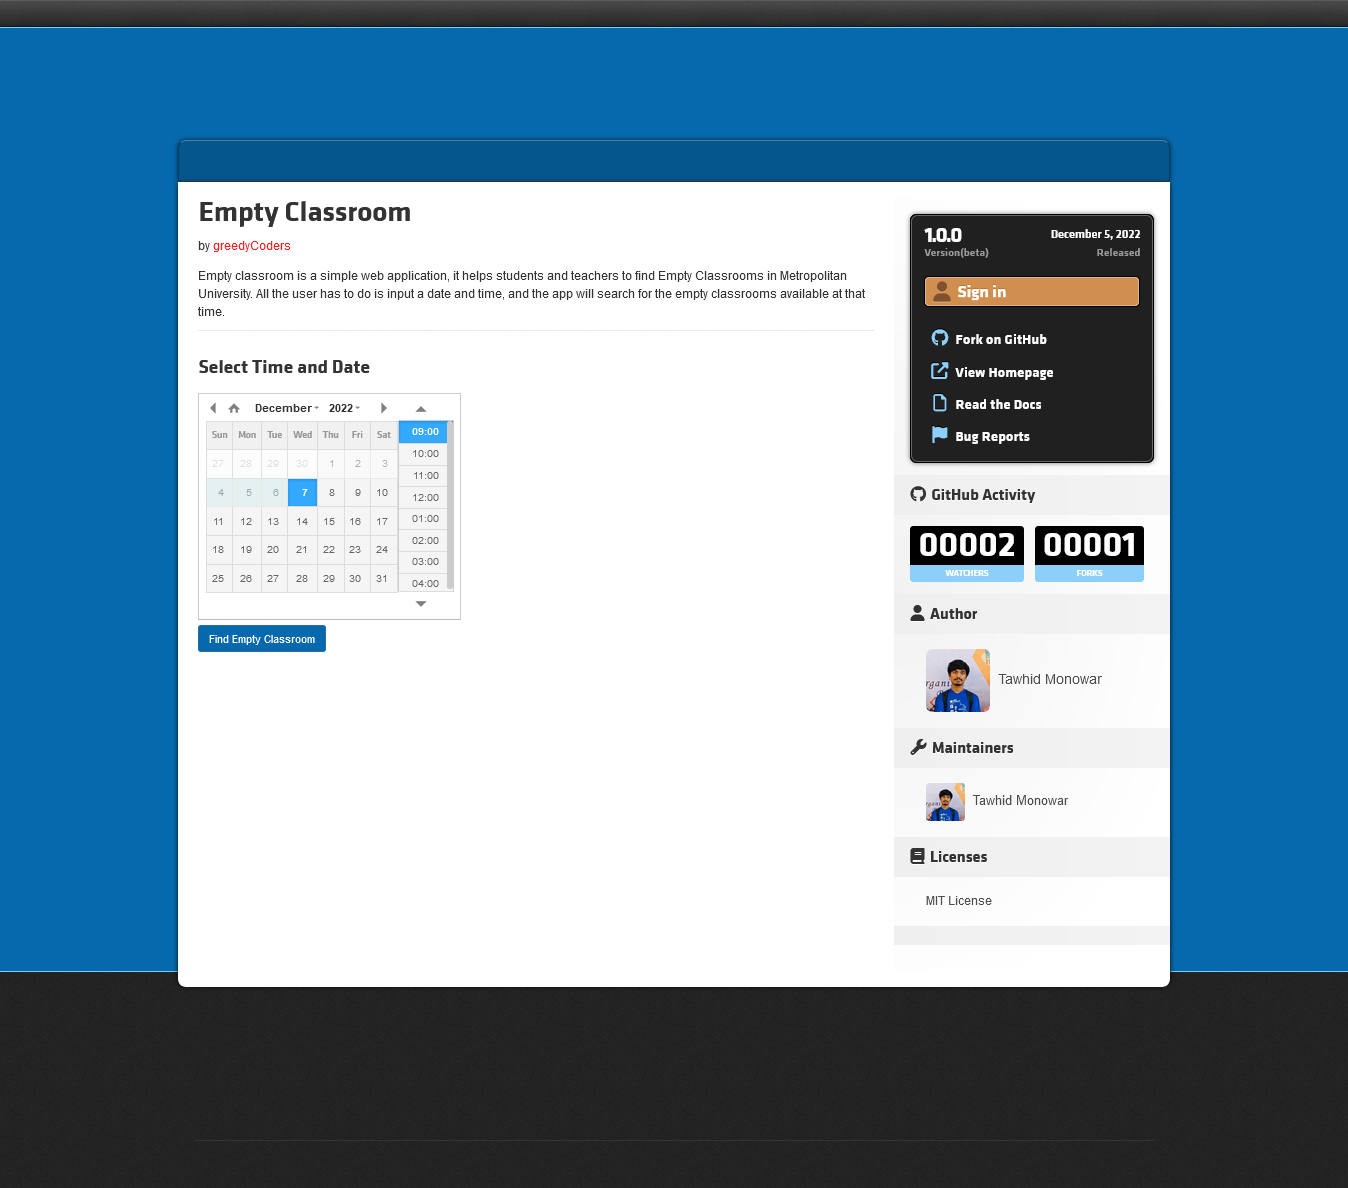 Empty Classroom
by greedyCoders
Empty classroom is a simple web application, it helps students and teachers to find Empty Classrooms in Metropolitan
University. All the user has to do is input a date and time, and the app will search for the empty classrooms available at that
time.
Select Time and Date
December 2022
Sun Mon Tue Wed Thu Fri Sat
27 28 29 30 1 2 3
4 5 6 7 8 9 10
11 12 13 14 15 16 17
18 19 20 21 22 23 24
25 26 27 28 29 30 31
09:00
10:00
11:00
12:00
01:00
02:00
03:00
04:00
Find Empty Classroom
1.0.0 December 5, 2022
Version(beta) Released
Sign in
Fork on GitHub
View Homepage
Read the Docs
Bug Reports
GitHub Activity
00002 00001
WATCHERS FORKS
Author
Tawhid Monowar
Maintainers
Tawhid Monowar
Licenses
MIT License